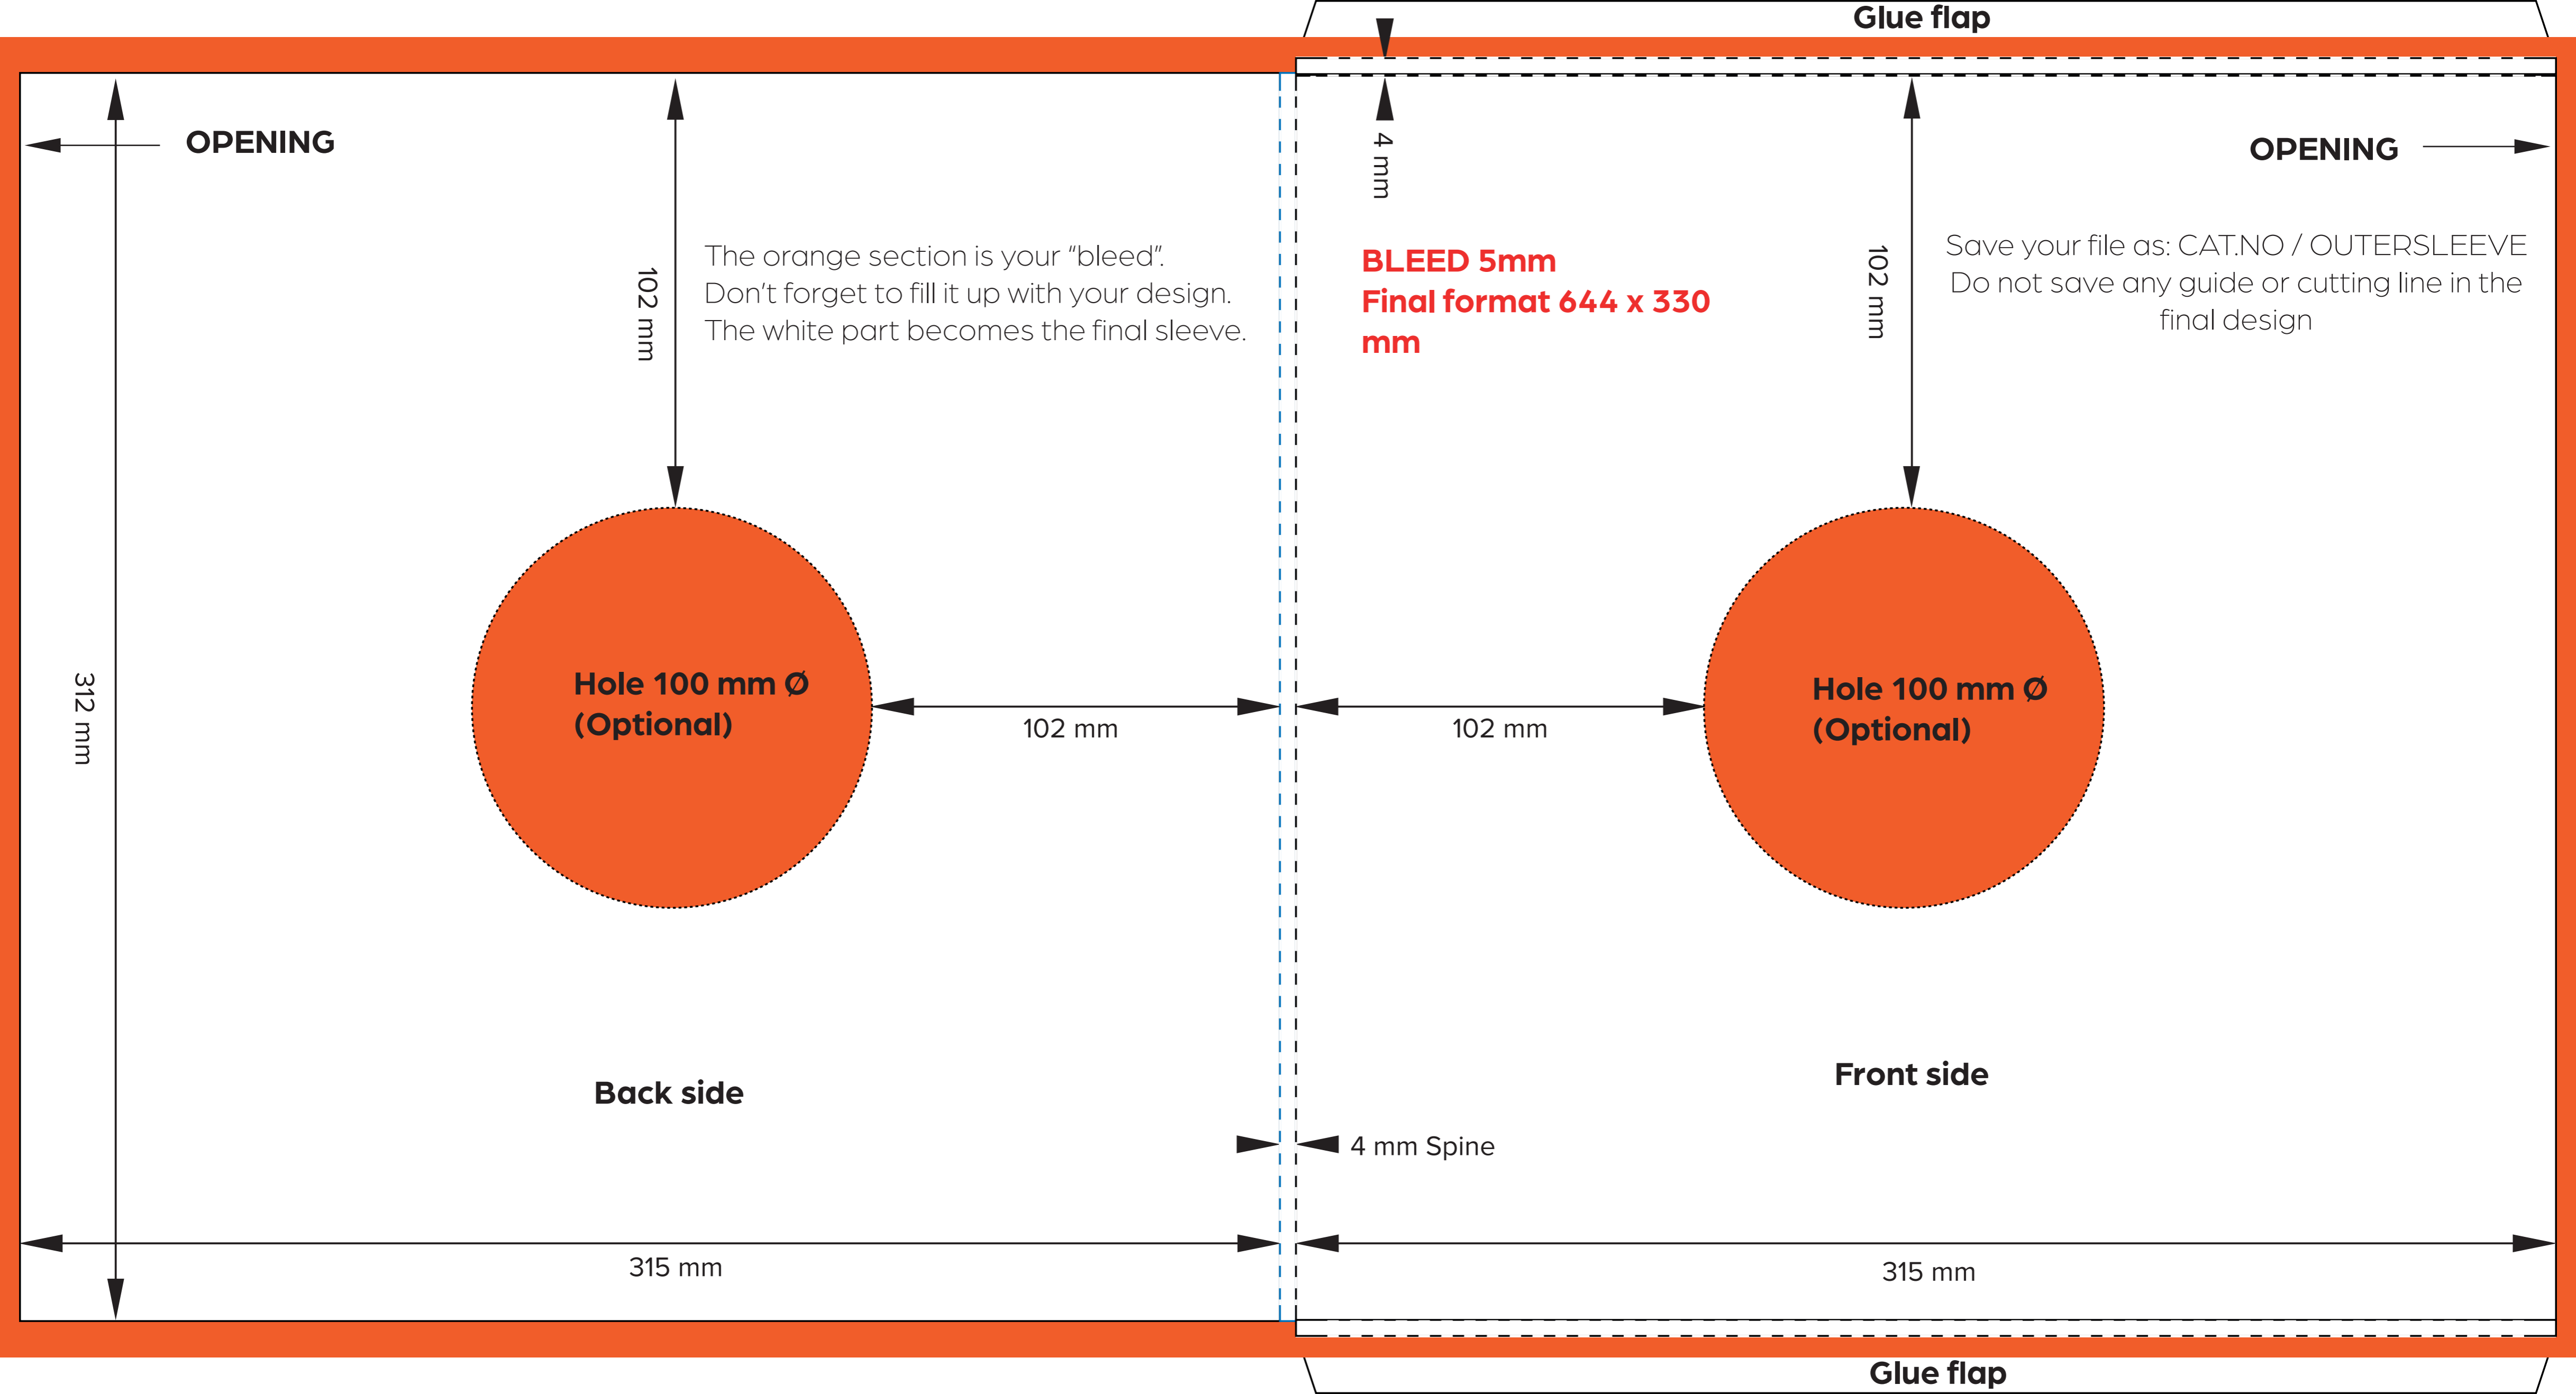 Glue flap
OPENING
OPENING
4 mm
102 mm
The orange section is your “bleed”.
Don’t forget to fill it up with your design.
The white part becomes the final sleeve.
BLEED 5mm
Final format 644 x 330
mm
102 mm
Save your file as: CAT.NO / OUTERSLEEVE
Do not save any guide or cutting line in the
final design
312 mm
Hole 100 mm Ø
(Optional)
102 mm
102 mm
Hole 100 mm Ø
(Optional)
Back side
Front side
4 mm Spine
315 mm
315 mm
Glue flap